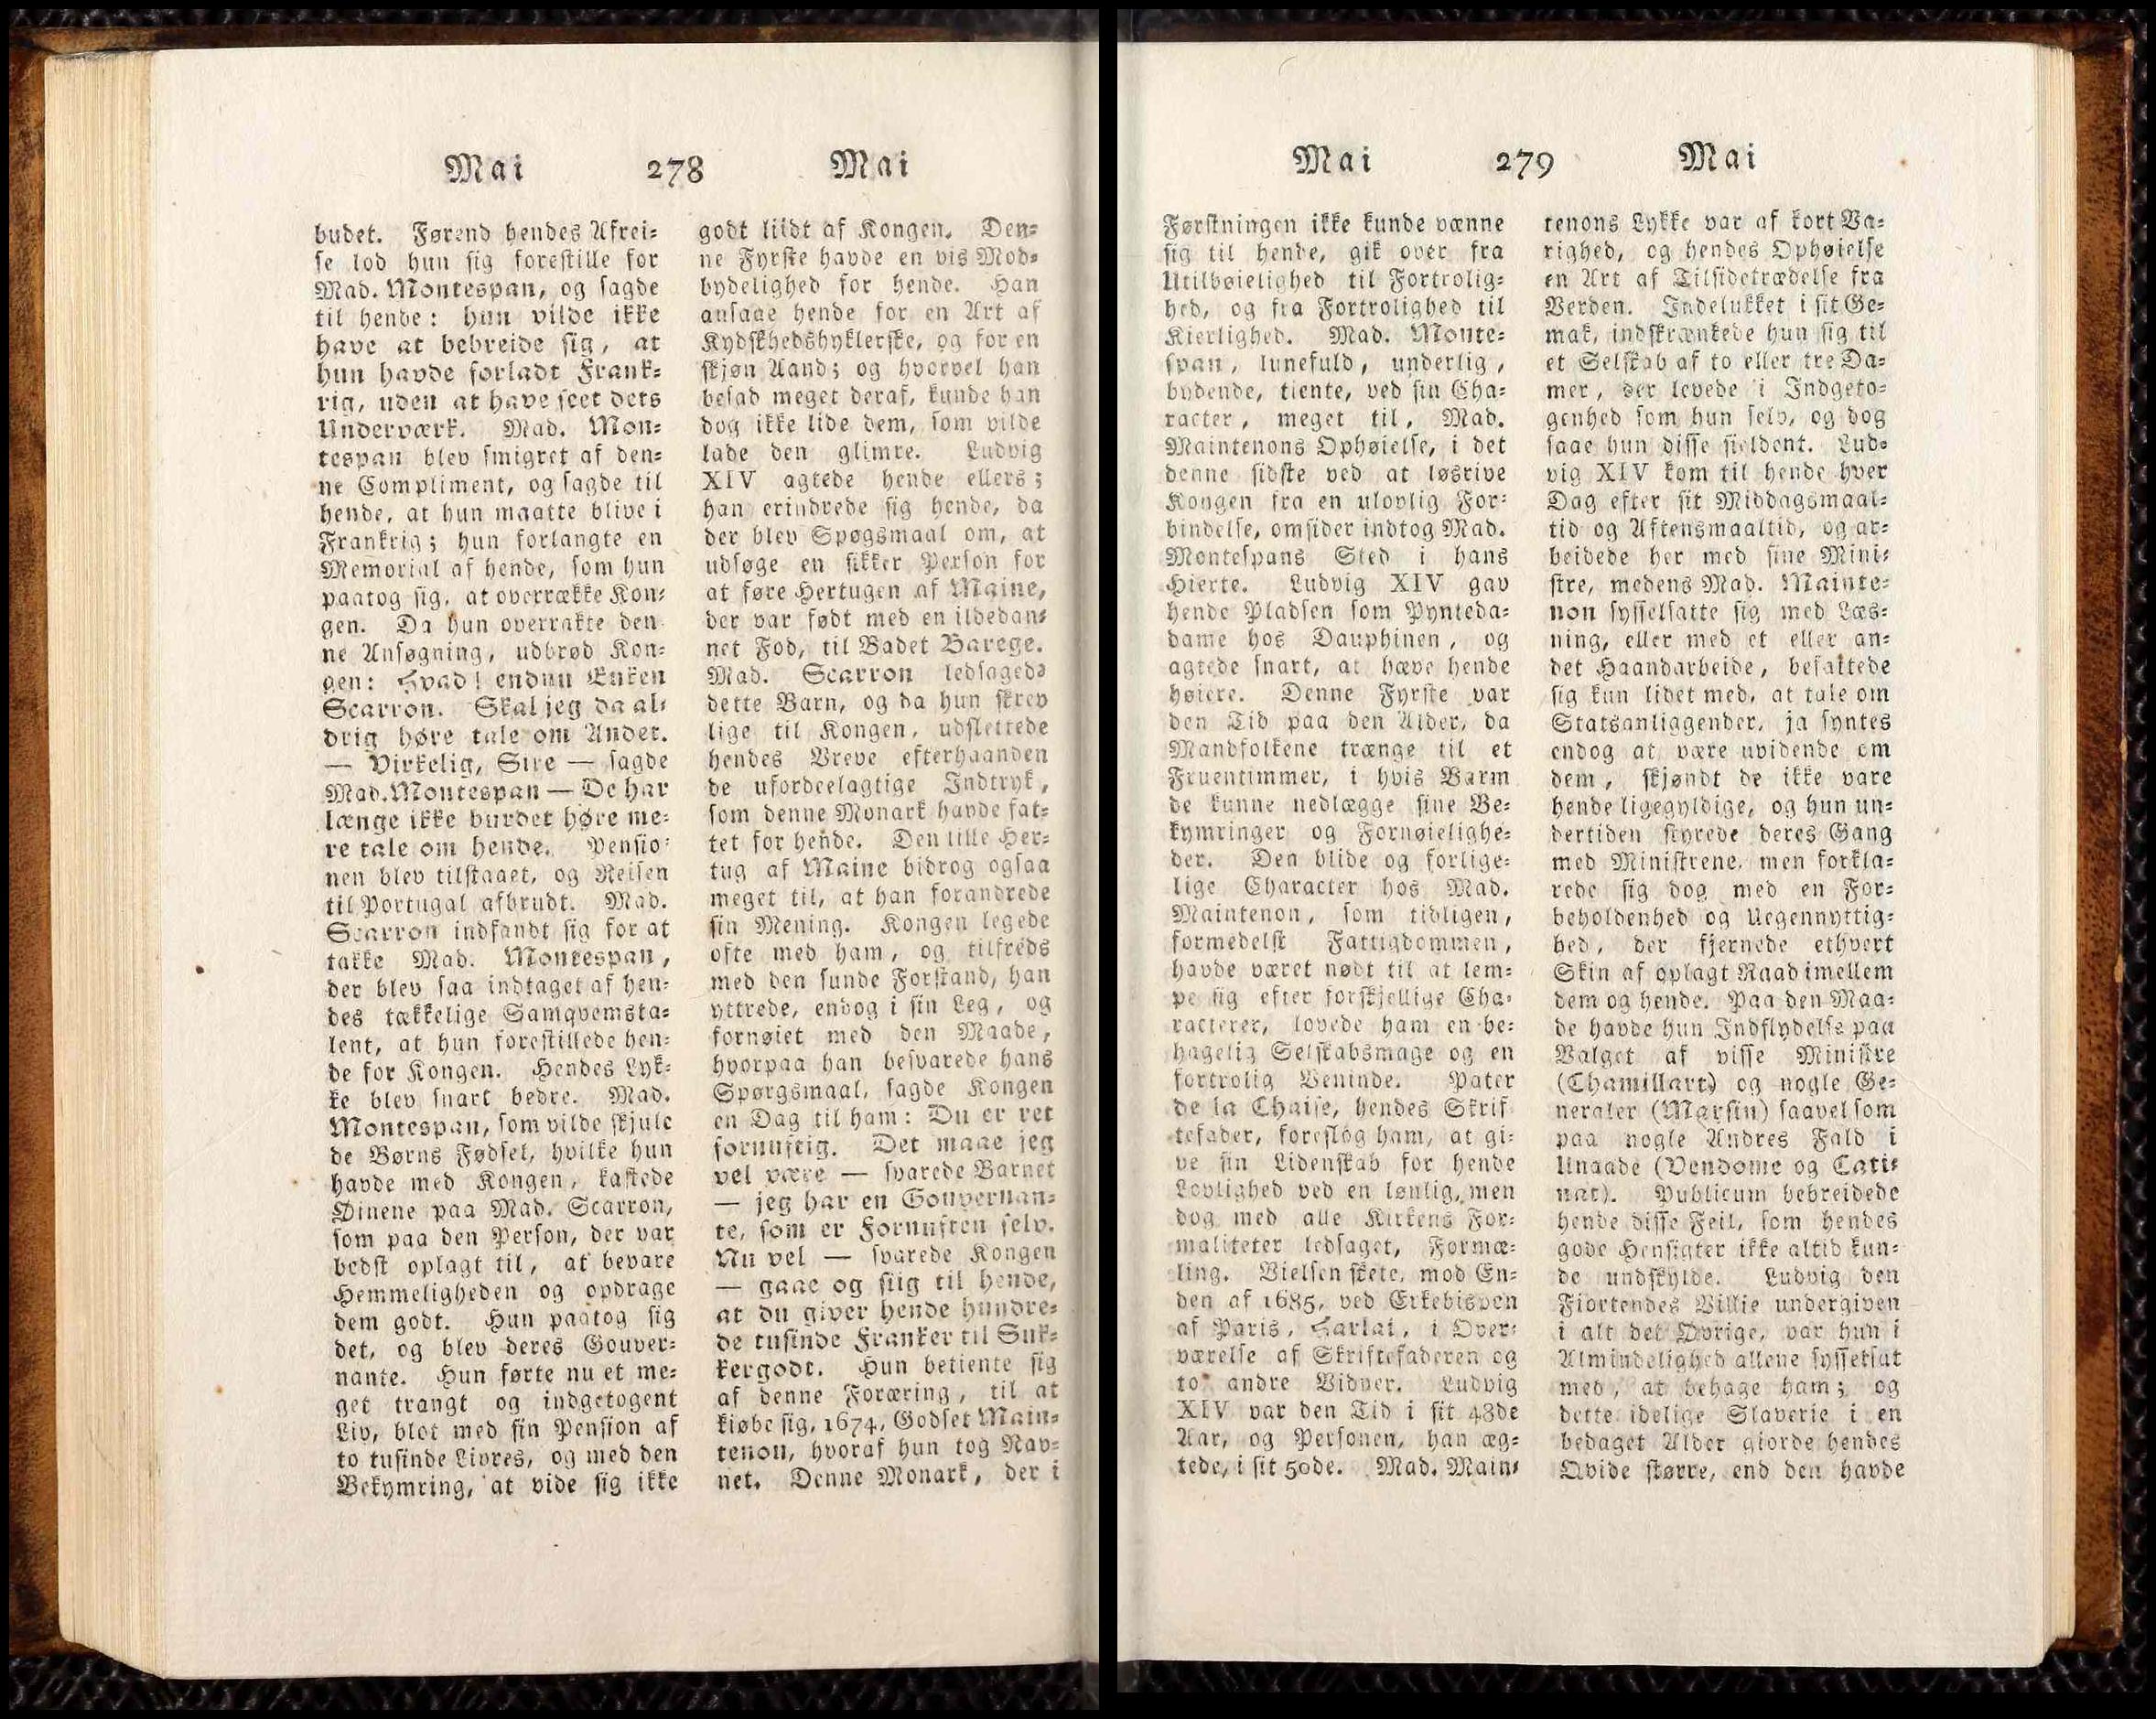 Mai 278 Mai
budet. Førend hendes Afrei-
se lod hun sig forestille for
Mad. Montespan, og sagde
til hende: hun vilde ikke
have at bebreide sig, at
hun havde forladt Frank-
rig, uden at have seet dets
Underværk. Mad. Mon-
tespan blev smigret af den-
ne Compliment, og sagde til
hende, at hun maatte blive i
Frankrig; hun forlangte en
Memorial af hende, som hun
paatog sig, at overrække Kon-
gen. Da hun overrakte den-
ne Ansøgning, udbrød Kon-
gen: Hvad! endnu Enken
Scarron. Skal jeg da al-
drig høre tale om Andet.
— Virkelig, Sire — sagde
Mad. Montespan — De har
længe ikke burdet høre me-
re tale om hende. Pensio-
nen blev tilstaaet, og Reisen
til Portugal afbrudt. Mad.
Scarron indfandt sig for at
takke Mad. Montespan,
der blev saa indtaget af hen-
des tækkelige Samqvemsta-
lent, at hun forestillede hen-
de for Kongen. Hendes Lyk-
ke blev snart bedre. Mad.
Montespan, som vilde skjule
de Børns Fødsel, hvilke hun
havde med Kongen, kastede
Øinene paa Mad. Scarron,
som paa den Person, der var
bedst oplagt til, at bevare
Hemmeligheden og opdrage
dem godt. Hun paatog sig
det, og blev deres Gouver-
nante. Hun førte nu et me-
get trangt og indgetogent
Liv, blot med sin Pension af
to tusinde Livres, og med den
Bekymring, at vide sig ikke
godt liidt af Kongen. Den-
ne Fyrste havde en vis Mod-
bydelighed for hende. Han
ansaae hende for en Art af
Kydskhedshyklerske, og for en
skjøn Aand; og hvorvel han
besad meget deraf, kunde han
dog ikke lide dem, som vilde
lade den glimre. Ludvig
XIV agtede hende ellers;
han erindrede sig hende, da
der blev Spøgsmaal om, at
udsøge en sikker Person for
at føre Hertugen af Maine,
der var født med en ildedan-
net Fod, til Badet Barege.
Mad. Scarron ledsagede
dette Barn, og da hun skrev
lige til Kongen, udslettede
hendes Breve efterhaanden
de ufordeelagtige Indtryk,
som denne Monark havde fat-
tet for hende. Den lille Her-
tug af Maine bidrog ogsaa
meget til, at han forandrede
sin Mening. Kongen legede
ofte med ham, og tilfreds
med den sunde Forstand, han
yttrede, endog i sin Leg, og
fornøiet med den Maade,
hvorpaa han besvarede hans
Spørgsmaal, sagde Kongen
en Dag til ham: Du er ret
fornuftig. Det maae jeg
vel være — svarede Barnet
— jeg har en Gouvernan-
te, som er Fornuften selv.
Nu vel — svarede Kongen
— gaae og siig til hende,
at du giver hende hundre-
de tusinde Franker til Suk-
kergodt. Hun betiente sig
af denne Foræring, til at
kiøbe sig, 1674, Godset Main-
tenon, hvoraf hun tog Nav-
net. Denne Monark, der i
Mai 279 Mai
Førstningen ikke kunde vænne
sig til hende, gik over fra
Utilbøielighed til Fortrolig-
hed, og fra Fortrolighed til
Kierlighed. Mad. Monte-
span, lunefuld, underlig,
bydende, tiente, ved sin Cha-
racter, meget til, Mad.
Maintenons Ophøielse, i det
denne sidste ved at løsrive
Kongen fra en ulovlig For-
bindelse, omsider indtog Mad.
Montespans Sted i hans
Hierte. Ludvig XIV gav
hende Pladsen som Pynteda-
dame hos Dauphinen, og
agtede snart, at hæve hende
høiere. Denne Fyrste var
den Tid paa den Alder, da
Mandfolkene trænge til et
Fruentimmer, i hvis Barm
de kunne nedlægge sine Be-
kymringer og Fornøielighe-
der. Den blide og forlige-
lige Character hos Mad.
Maintenon, som tidligen,
formedelst Fattigdommen,
havde været nødt til at lem-
pe sig efter forskjellige Cha-
racterer, lovede ham en be-
hagelig Selskabsmage og en
fortrolig Veninde. Pater
de la Chaise, hendes Skrif-
tefader, foreslog ham, at gi-
ve sin Lidenskab for hende
Lovlighed ved en lønlig, men
dog med alle Kirkens For-
maliteter ledsaget, Formæ-
ling. Vielsen skete, mod En-
den af 1685, ved Erkebispen
af Paris, Harlai, i Over-
værelse af Skriftefaderen og
to andre Vidner. Ludvig
XIV var den Tid i sit 48de
Aar, og Personen, han æg-
tede, i sit 50de. Mad. Main-
tenons Lykke var af kort Va-
righed, og hendes Ophøielse
en Art af Tilsidetrædelse fra
Verden. Indelukket i sit Ge-
mak, indskrænkede hun sig til
et Selskab af to eller tre Da-
mer, der levede i Indgeto-
genhed som hun selv, og dog
saae hun disse sieldent. Lud-
vig XIV kom til hende hver
Dag efter sit Middagsmaal-
tid og Aftensmaaltid, og ar-
beidede her med sine Mini-
stre, medens Mad. Mainte-
non sysselsatte sig med Læs-
ning, eller med et eller an-
det Haandarbeide, befattede
sig kun lidet med, at tale om
Statsanliggender, ja syntes
endog at være uvidende om
dem, skjøndt de ikke vare
hende ligegyldige, og hun un-
dertiden styrede deres Gang
med Ministrene, men forkla-
rede sig dog med en For-
beholdenhed og Uegennyttig-
hed, der fjernede ethvert
Skin af oplagt Raad imellem
dem og hende. Paa den Maa-
de havde hun Indflydelse paa
Valget af visse Ministre
(Chamillart) og nogle Ge-
neraler (Marsin) saavel som
paa nogle Andres Fald i
Unaade (Vendome og Cati-
nat). Publicum bebreidede
hende disse Feil, som hendes
gode Hensigter ikke altid kun-
de undskylde. Ludvig den
Fiortendes Villie undergiven
i alt det Øvrige, var hun i
Almindelighed allene sysselsat
med, at behage ham; og
dette idelige Slaverie i en
bedaget Alder giorde hendes
Qvide større, end den havde